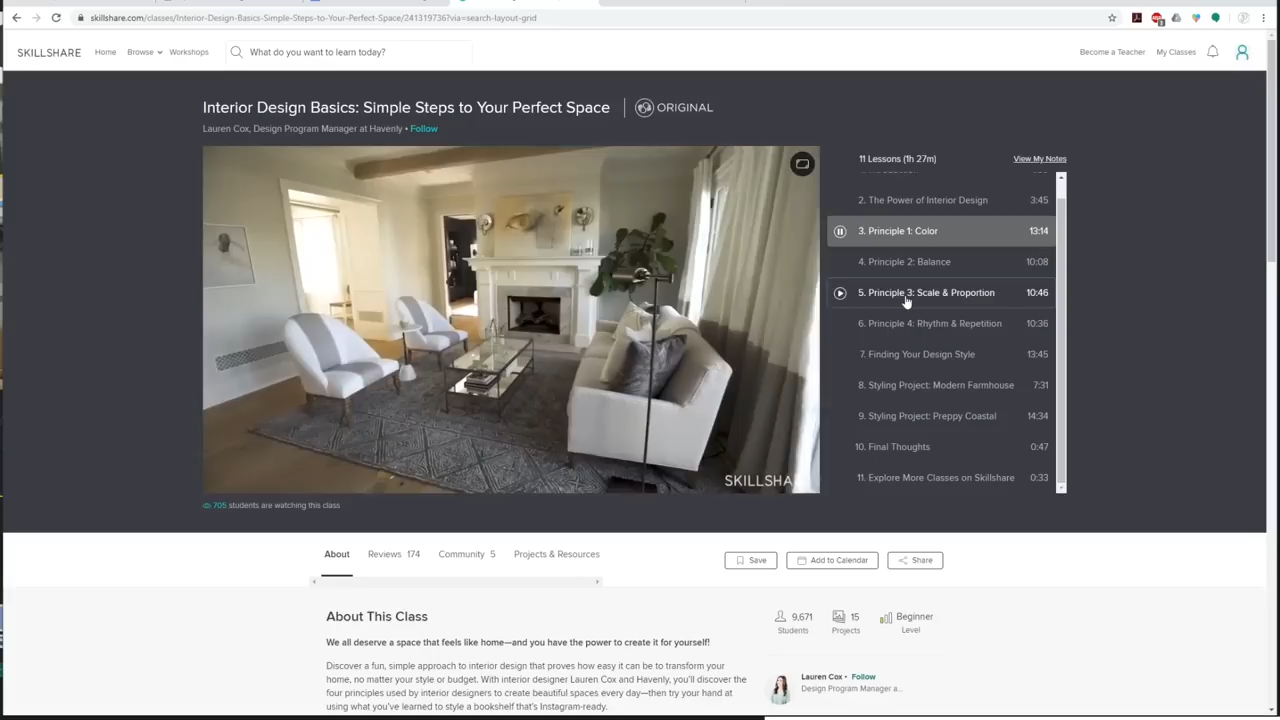 skillshare.com/classes/Interior-Design-Basics-Simple-Steps-to-Your-Perfect-Space/2413197​36?via=search-layout-grid
SKILLSHARE Home Browse Workshops What do you want to learn today? Become a Teacher My Classes
Interior Design Basics: Simple Steps to Your Perfect Space ORIGINAL
Lauren Cox, Design Program Manager at Havenly • Follow
11 Lessons (1h 27m) View My Notes
2. The Power of Interior Design 3:45
3. Principle 1: Color 13:14
4. Principle 2: Balance 10:08
5. Principle 3: Scale & Proportion 10:46
6. Principle 4: Rhythm & Repetition 10:36
7. Finding Your Design Style 13:45
8. Styling Project: Modern Farmhouse 7:31
9. Styling Project: Preppy Coastal 14:34
10. Final Thoughts 0:47
11. Explore More Classes on Skillshare 0:33
SKILLSHARE
705 students are watching this class
About Reviews 174 Community 5 Projects & Resources Save Add to Calendar Share
About This Class
9,671 Students
15 Projects
Beginner Level
We all deserve a space that feels like home—and you have the power to create it for yourself!
Discover a fun, simple approach to interior design that proves how easy it can be to transform your
home, no matter your style or budget. With interior designer Lauren Cox and Havenly, you'll discover the
four principles used by interior designers to create beautiful spaces every day—then try your hand at
using what you've learned to style a bookshelf that's Instagram-ready.
Lauren Cox • Follow
Design Program Manager a...